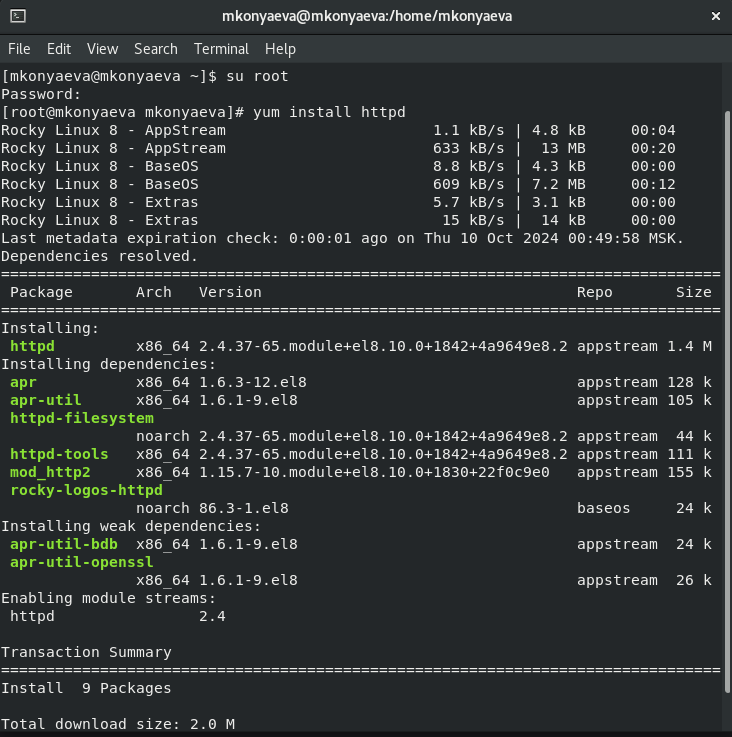 mkonyaeva@mkonyaeva:/home/mkonyaeva
File Edit View Search Terminal Help
[mkonyaeva@mkonyaeva ~]$ su root
Password:
[root@mkonyaeva mkonyaeva]# yum install httpd
Rocky Linux 8 - AppStream                       1.1 kB/s | 4.8 kB     00:04
Rocky Linux 8 - AppStream                       633 kB/s |  13 MB     00:20
Rocky Linux 8 - BaseOS                          8.8 kB/s | 4.3 kB     00:00
Rocky Linux 8 - BaseOS                          609 kB/s | 7.2 MB     00:12
Rocky Linux 8 - Extras                          5.7 kB/s | 3.1 kB     00:00
Rocky Linux 8 - Extras                           15 kB/s |  14 kB     00:00
Last metadata expiration check: 0:00:01 ago on Thu 10 Oct 2024 00:49:58 MSK.
Dependencies resolved.
================================================================================
 Package       Arch   Version                                   Repo       Size
================================================================================
Installing:
 httpd         x86_64 2.4.37-65.module+el8.10.0+1842+4a9649e8.2 appstream 1.4 M
Installing dependencies:
 apr           x86_64 1.6.3-12.el8                              appstream 128 k
 apr-util      x86_64 1.6.1-9.el8                               appstream 105 k
 httpd-filesystem
               noarch 2.4.37-65.module+el8.10.0+1842+4a9649e8.2 appstream  44 k
 httpd-tools   x86_64 2.4.37-65.module+el8.10.0+1842+4a9649e8.2 appstream 111 k
 mod_http2     x86_64 1.15.7-10.module+el8.10.0+1830+22f0c9e0   appstream 155 k
 rocky-logos-httpd
               noarch 86.3-1.el8                                baseos     24 k
Installing weak dependencies:
 apr-util-bdb  x86_64 1.6.1-9.el8                               appstream  24 k
 apr-util-openssl
               x86_64 1.6.1-9.el8                               appstream  26 k
Enabling module streams:
 httpd                2.4
Transaction Summary
================================================================================
Install  9 Packages
Total download size: 2.0 M